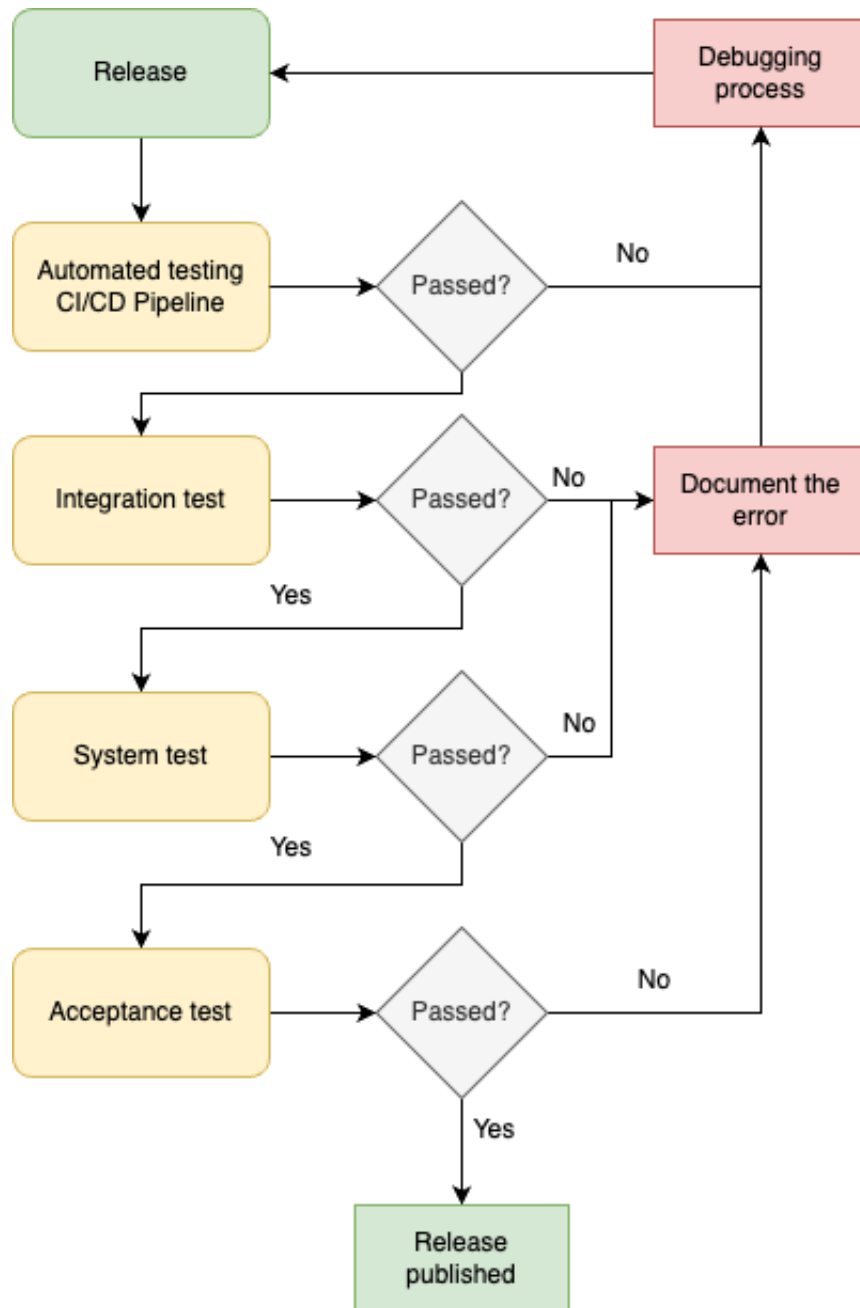 Release
Debugging
process
Automated testing
CI/CD Pipeline
Passed?
No
Integration test
Passed?
No
Document the
error
Yes
System test
Passed?
No
Yes
Acceptance test
Passed?
No
Yes
Release
published